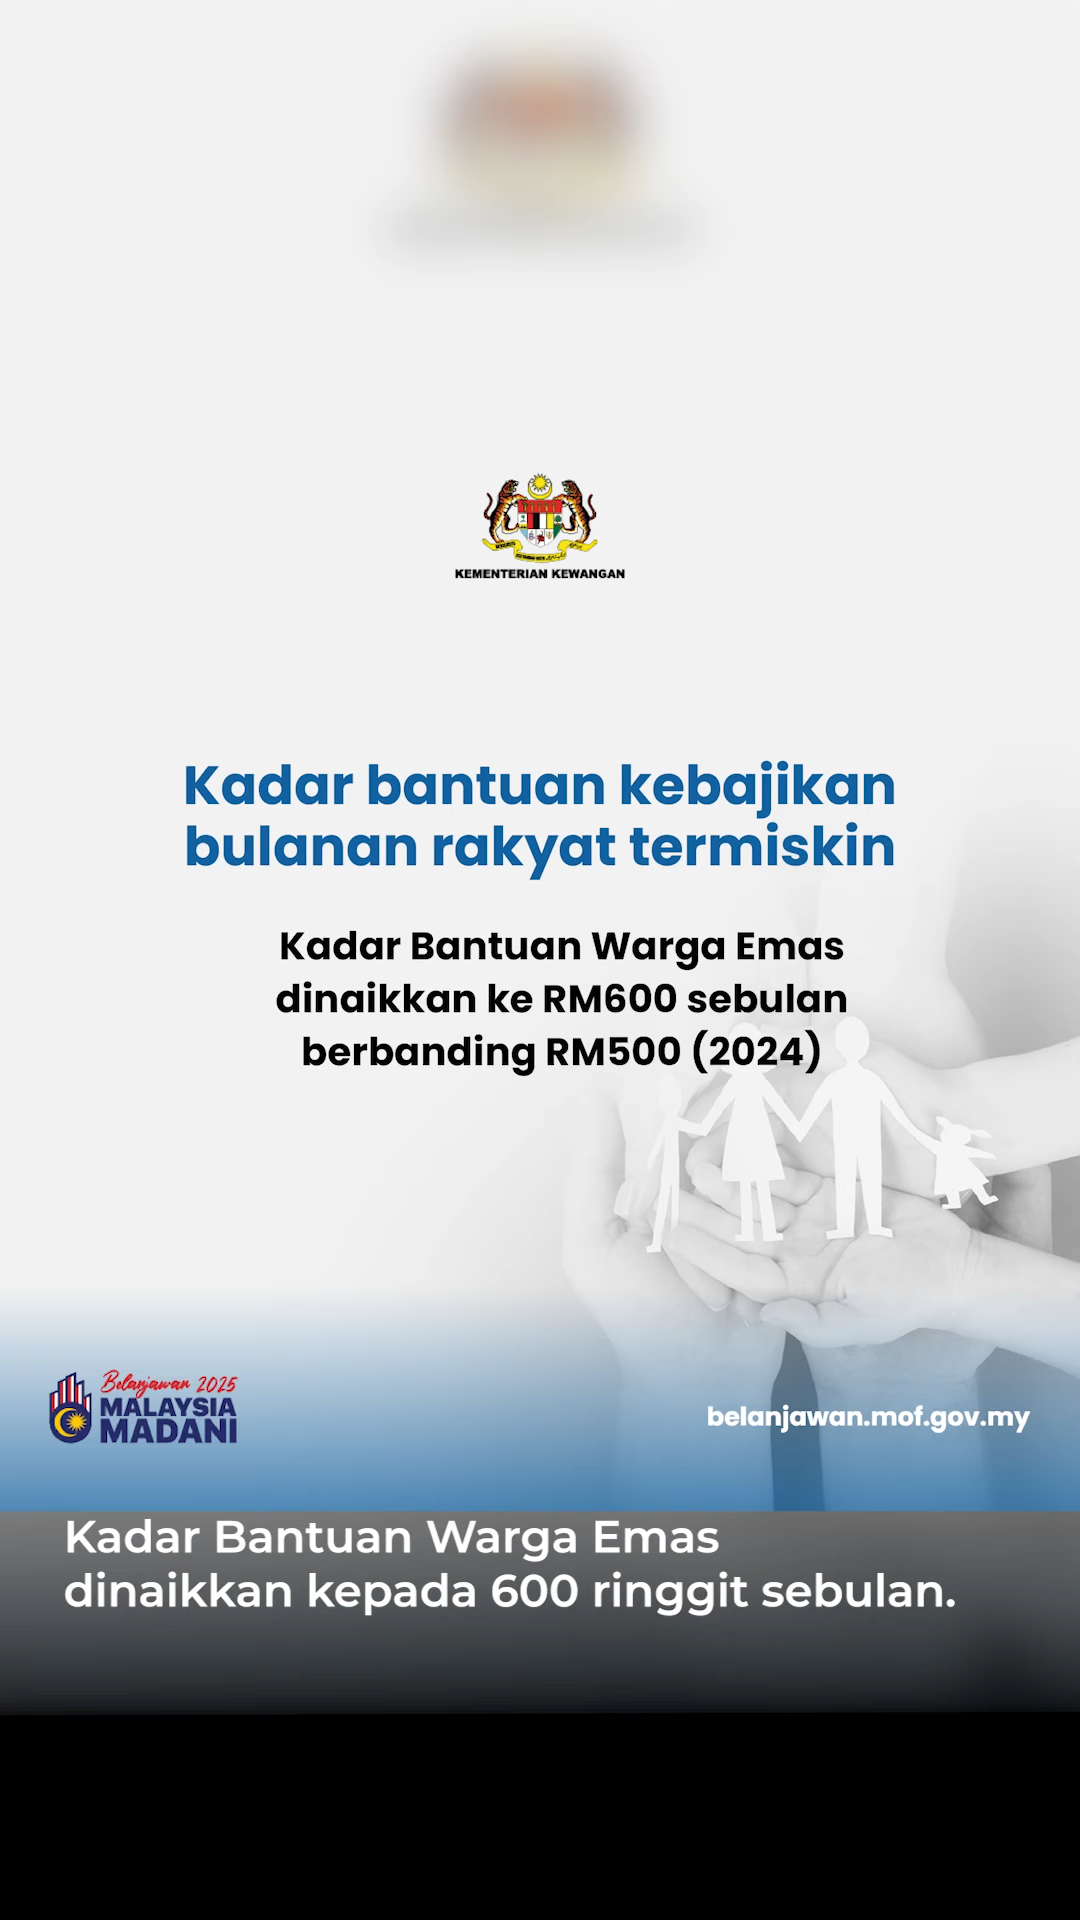 KEMENTERIAN KEWANGAN
Kadar bantuan kebajikan
bulanan rakyat termiskin
Kadar Bantuan Warga Emas
dinaikkan ke RM600 sebulan
berbanding RM500 (2024)
Belanjawan 2025
MALAYSIA
MADANI
belanjawan.mof.gov.my
Kadar Bantuan Warga Emas
dinaikkan kepada 600 ringgit sebulan.